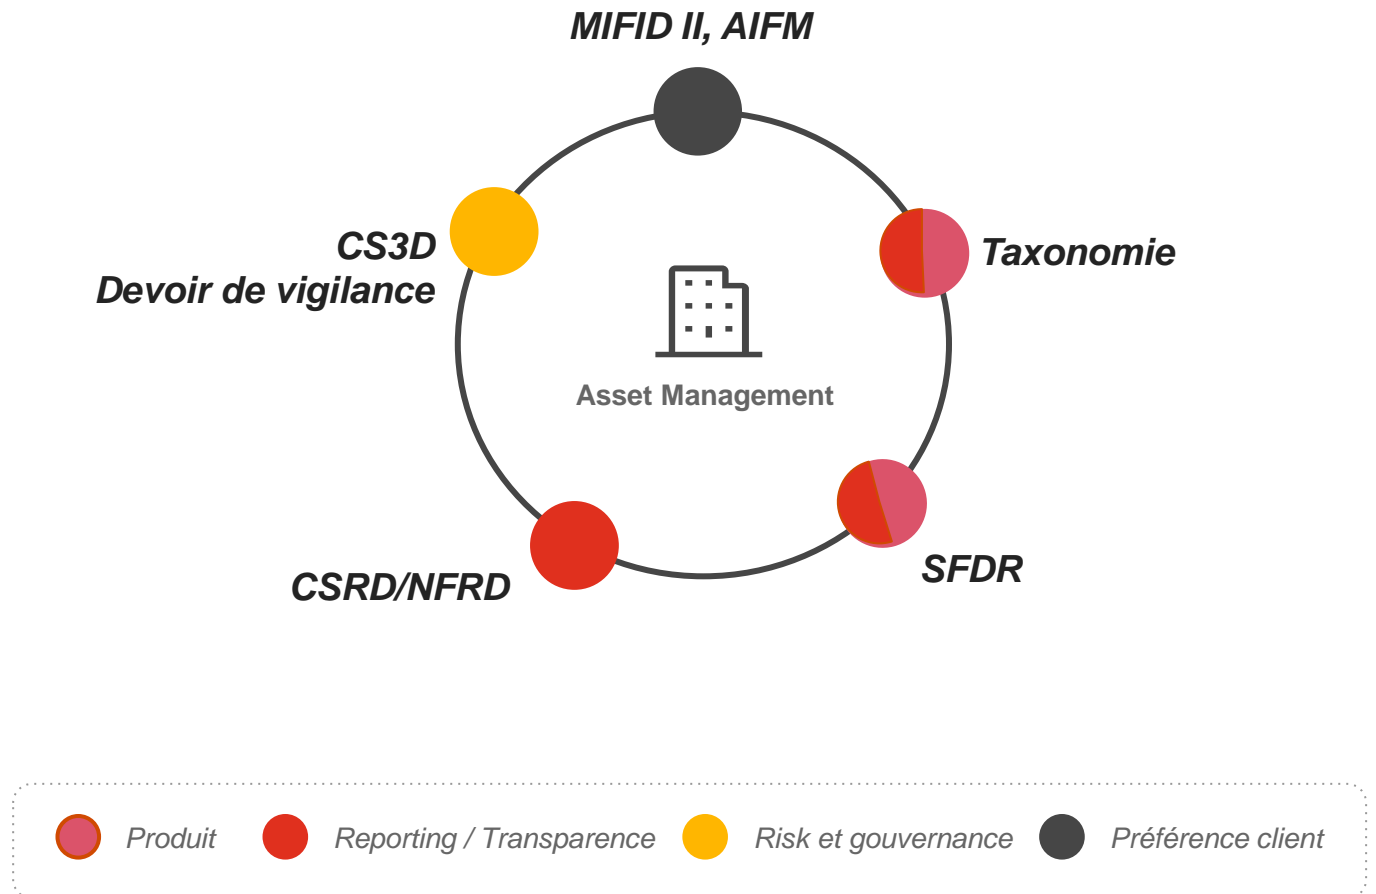 MIFID II, AIFM
CS3D
Devoir de vigilance
Taxonomie
Asset Management
SFDR
CSRD/NFRD
Produit
Reporting / Transparence
Risk et gouvernance
Préférence client